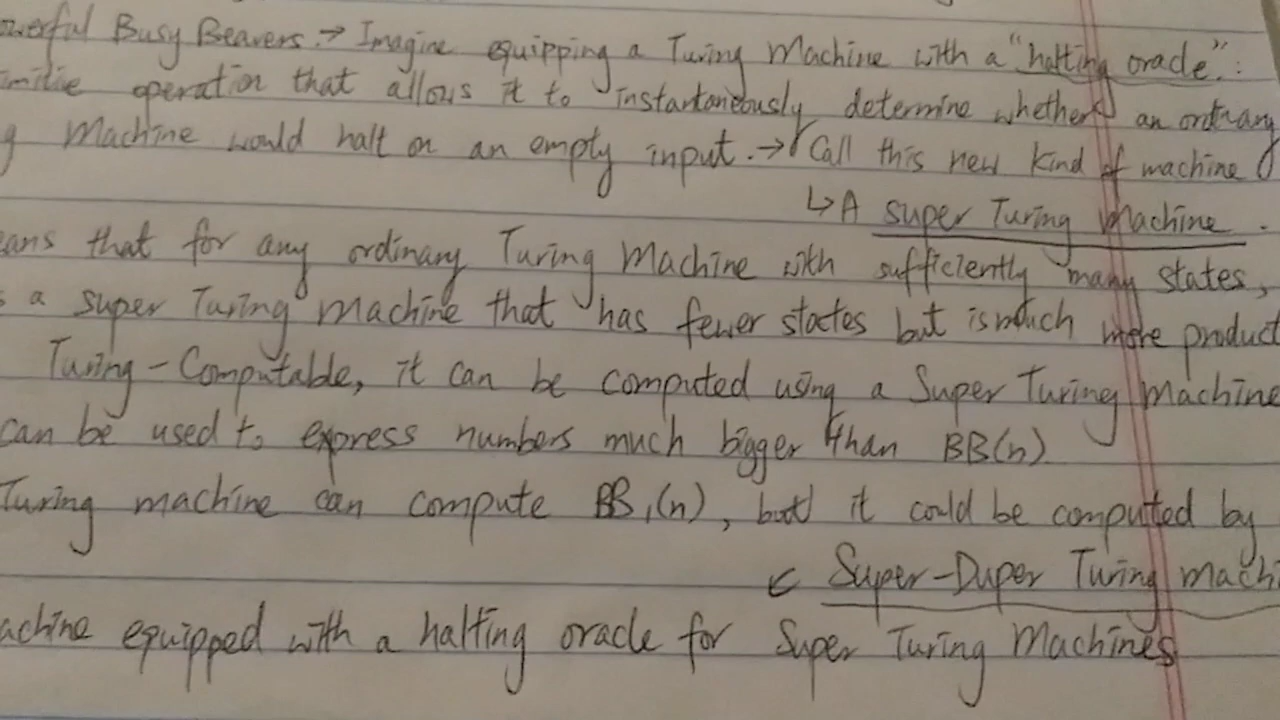 owerful Busy Beavers. → Imagine equipping a Turing Machine with a "halting oracle".:
imitie operation that allows it to instantaneously determine whether an ordinary
g Machine would halt on an empty input. → Call this new kind of machine
↳ A super Turing Machine.
eans that for any ordinary Turing Machine with sufficiently many states,
s a super Turing machine that has fewer states but is much more product
Turing-Computable, it can be computed using a Super Turing Machine
can be used to express numbers much bigger than BB(n)
Turing machine can compute BB₁(n), but it could be computed by
Super-Duper Turing machi
achine equipped with a halting oracle for Super Turing Machines